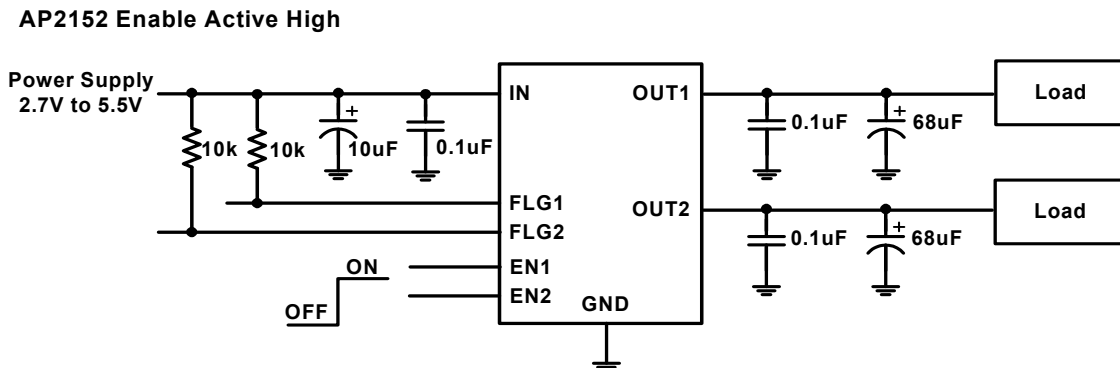 AP2152 Enable Active High
Power Supply
2.7V to 5.5V
IN
OUT1
Load
10k
10k
+
10uF
0.1uF
0.1uF
+
68uF
FLG1
FLG2
OUT2
Load
0.1uF
+
68uF
ON
OFF
EN1
EN2
GND